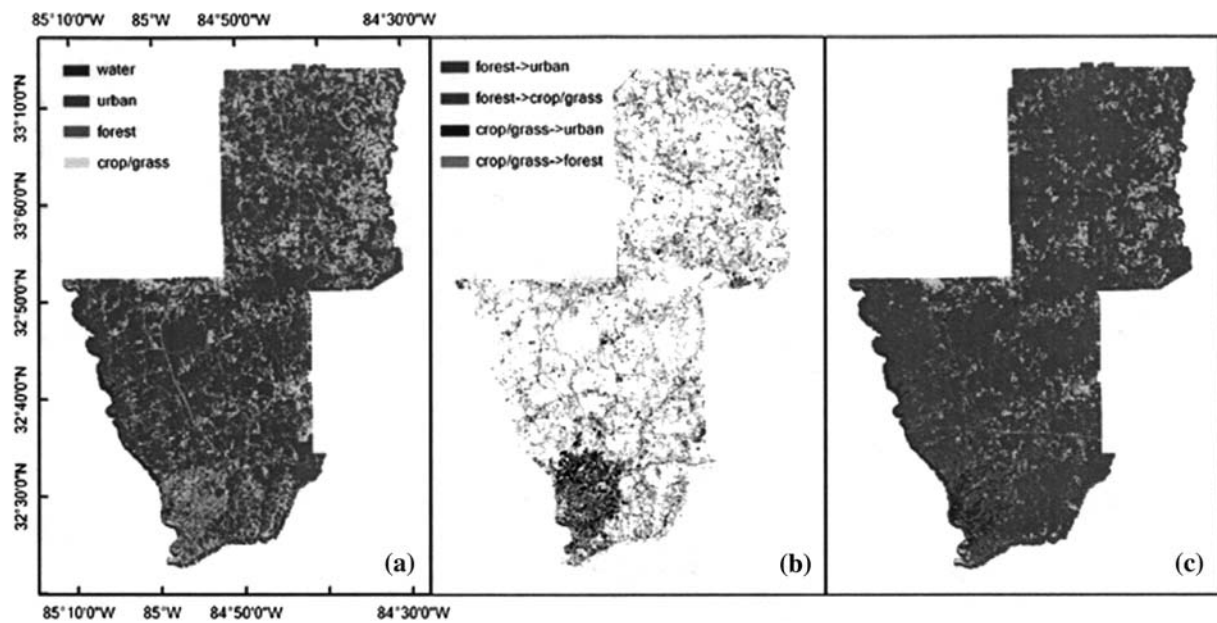 85°10'0"W 85°W 84°50'0"W 84°30'0"W
water
urban
forest
crop/grass
forest->urban
forest->crop/grass
crop/grass->urban
crop/grass->forest
33°10'0"N
33°60'0"N
32°50'0"N
32°40'0"N
32°30'0"N
(a)
(b)
(c)
85°10'0"W 85°W 84°50'0"W 84°30'0"W